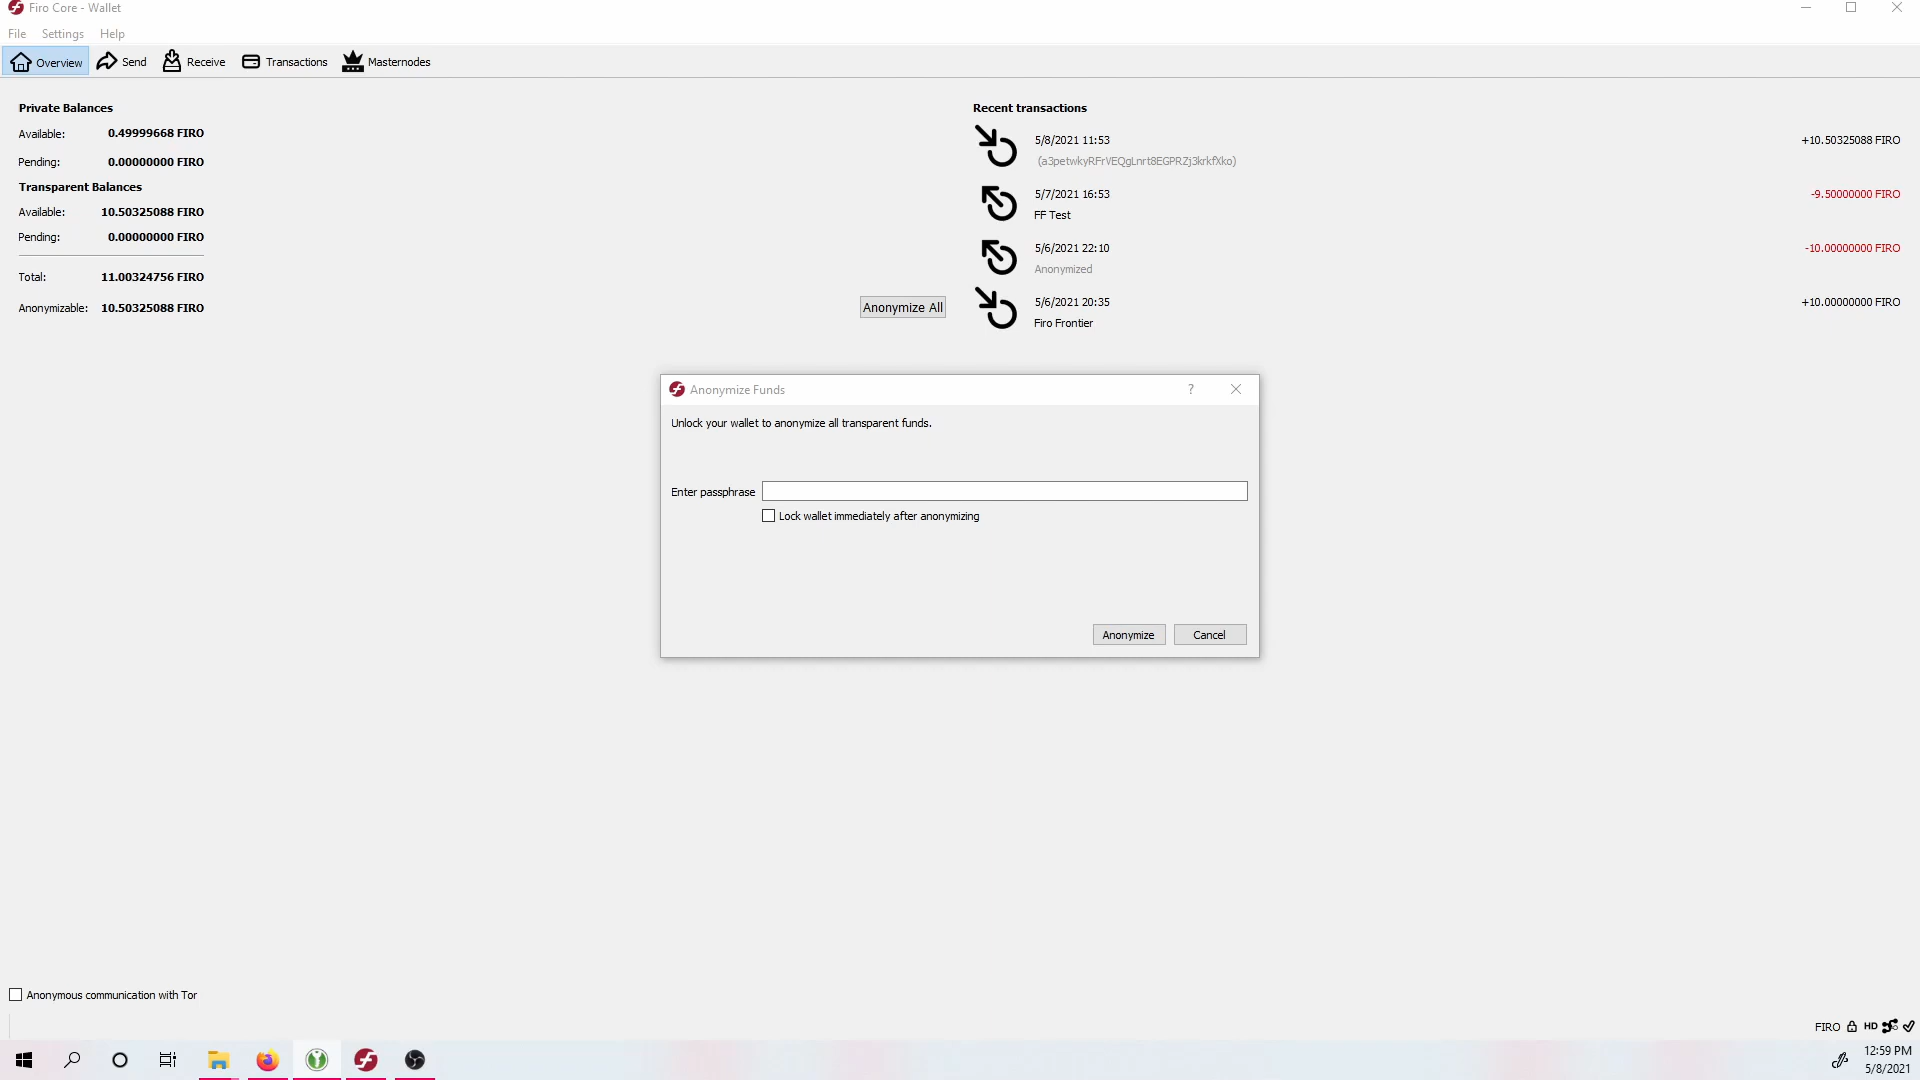 Firo Core - Wallet
File Settings Help
Overview Send Receive Transactions Masternodes
Private Balances
Available: 0.49999668 FIRO
Pending: 0.00000000 FIRO
Transparent Balances
Available: 10.50325088 FIRO
Pending: 0.00000000 FIRO
Total: 11.00324756 FIRO
Anonymizable: 10.50325088 FIRO
Anonymize All
Recent transactions
5/8/2021 11:53 +10.50325088 FIRO
(a3petwkyRFrVEQgLnrt8EGPRZj3krkfXko)
5/7/2021 16:53 -9.50000000 FIRO
FF Test
5/6/2021 22:10 -10.00000000 FIRO
Anonymized
5/6/2021 20:35 +10.00000000 FIRO
Firo Frontier
Anonymize Funds ?
Unlock your wallet to anonymize all transparent funds.
Enter passphrase
Lock wallet immediately after anonymizing
Anonymize Cancel
Anonymous communication with Tor
FIRO HD
12:59 PM
5/8/2021